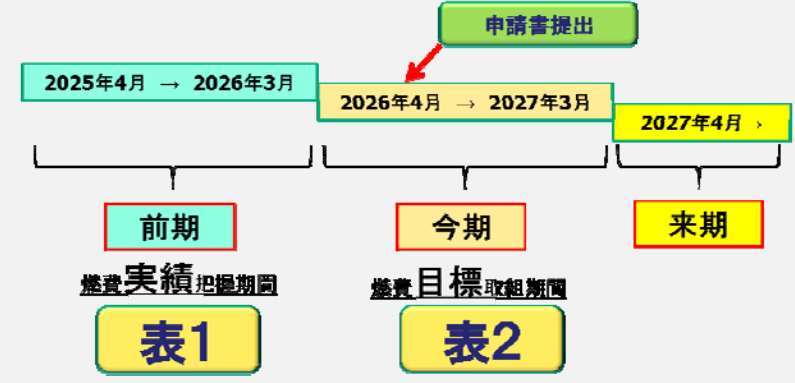 申請書提出
2025年4月 → 2026年3月
2026年4月 → 2027年3月
2027年4月 →
前期
今期
来期
燃費実績把握期間
燃費目標取組期間
表1
表2